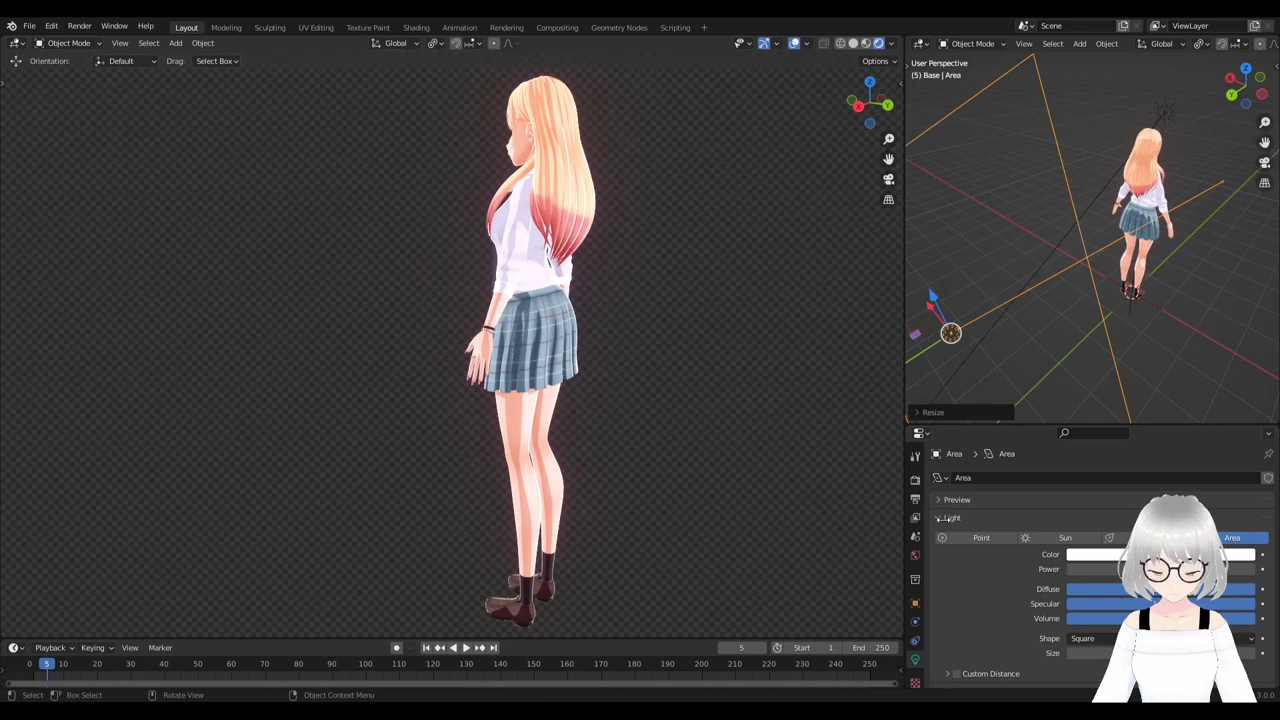 File Edit Render Window Help Layout Modeling Sculpting UV Editing Texture Paint Shading Animation Rendering Compositing Geometry Nodes Scripting + Scene ViewLayer
Object Mode View Select Add Object Global
Orientation: Default Drag: Select Box Options
X Y Z
Object Mode View Select Add Object Global
User Perspective
(5) Base | Area
X Y Z
Resize
Area > Area
Area
Preview
Light
Point Sun Area
Color
Power
Diffuse
Specular
Volume
Shape Square
Size
Custom Distance
Playback Keying View Marker 5 Start 1 End 250
0 5 10 20 30 40 50 60 70 80 90 100 110 120 130 140 150 160 170 180 190 200 210 220 230 240 250
Select Box Select Rotate View Object Context Menu 3.0.0